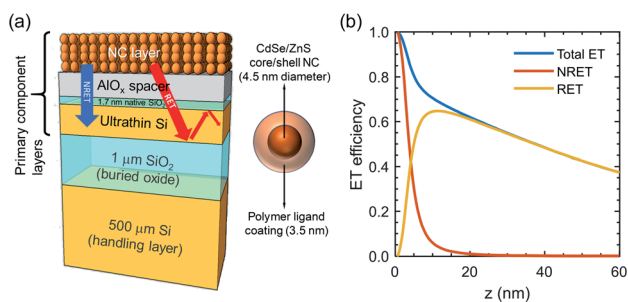 (a)
Primary component
layers
NC layer
NRET
RET
AlOx spacer
1.7 nm native SiO2
Ultrathin Si
1 μm SiO2
(buried oxide)
500 μm Si
(handling layer)
CdSe/ZnS
core/shell NC
(4.5 nm diameter)
Polymer ligand
coating (3.5 nm)
(b)
ET efficiency
1.0
0.8
0.6
0.4
0.2
0.0
Total ET
NRET
RET
0
20
40
60
z (nm)